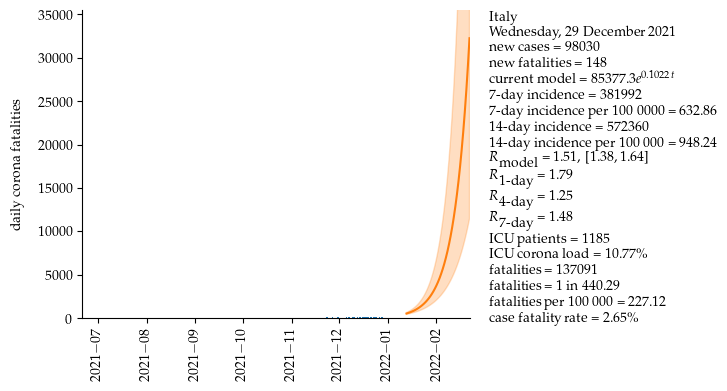 35000
30000
25000
20000
15000
10000
5000
0
daily corona fatalities
2021−07
2021−08
2021−09
2021−10
2021−11
2021−12
2022−01
2022−02
Italy
Wednesday, 29 December 2021
new cases = 98030
new fatalities = 148
current model = 85377.3e^0.1022 t
7-day incidence = 381992
7-day incidence per 100 0000 = 632.86
14-day incidence = 572360
14-day incidence per 100 000 = 948.24
R_model = 1.51, [1.38, 1.64]
R_1-day = 1.79
R_4-day = 1.25
R_7-day = 1.48
ICU patients = 1185
ICU corona load = 10.77%
fatalities = 137091
fatalities = 1 in 440.29
fatalities per 100 000 = 227.12
case fatality rate = 2.65%